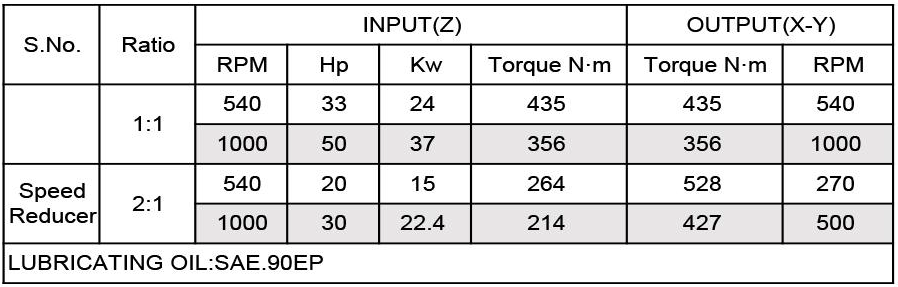 S.No. Ratio INPUT(Z) OUTPUT(X-Y)
RPM Hp Kw Torque N·m Torque N·m RPM
1:1
540 33 24 435 435 540
1000 50 37 356 356 1000
Speed
Reducer
2:1
540 20 15 264 528 270
1000 30 22.4 214 427 500
LUBRICATING OIL:SAE.90EP